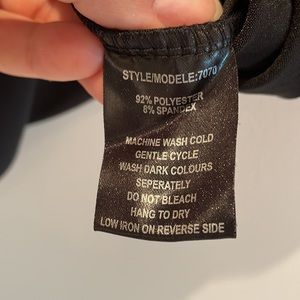 STYLE/MODELE:7070
92% POLYESTER
8% SPANDEX
MACHINE WASH COLD
GENTLE CYCLE
WASH DARK COLOURS
SEPERATELY
DO NOT BLEACH
HANG TO DRY
LOW IRON ON REVERSE SIDE